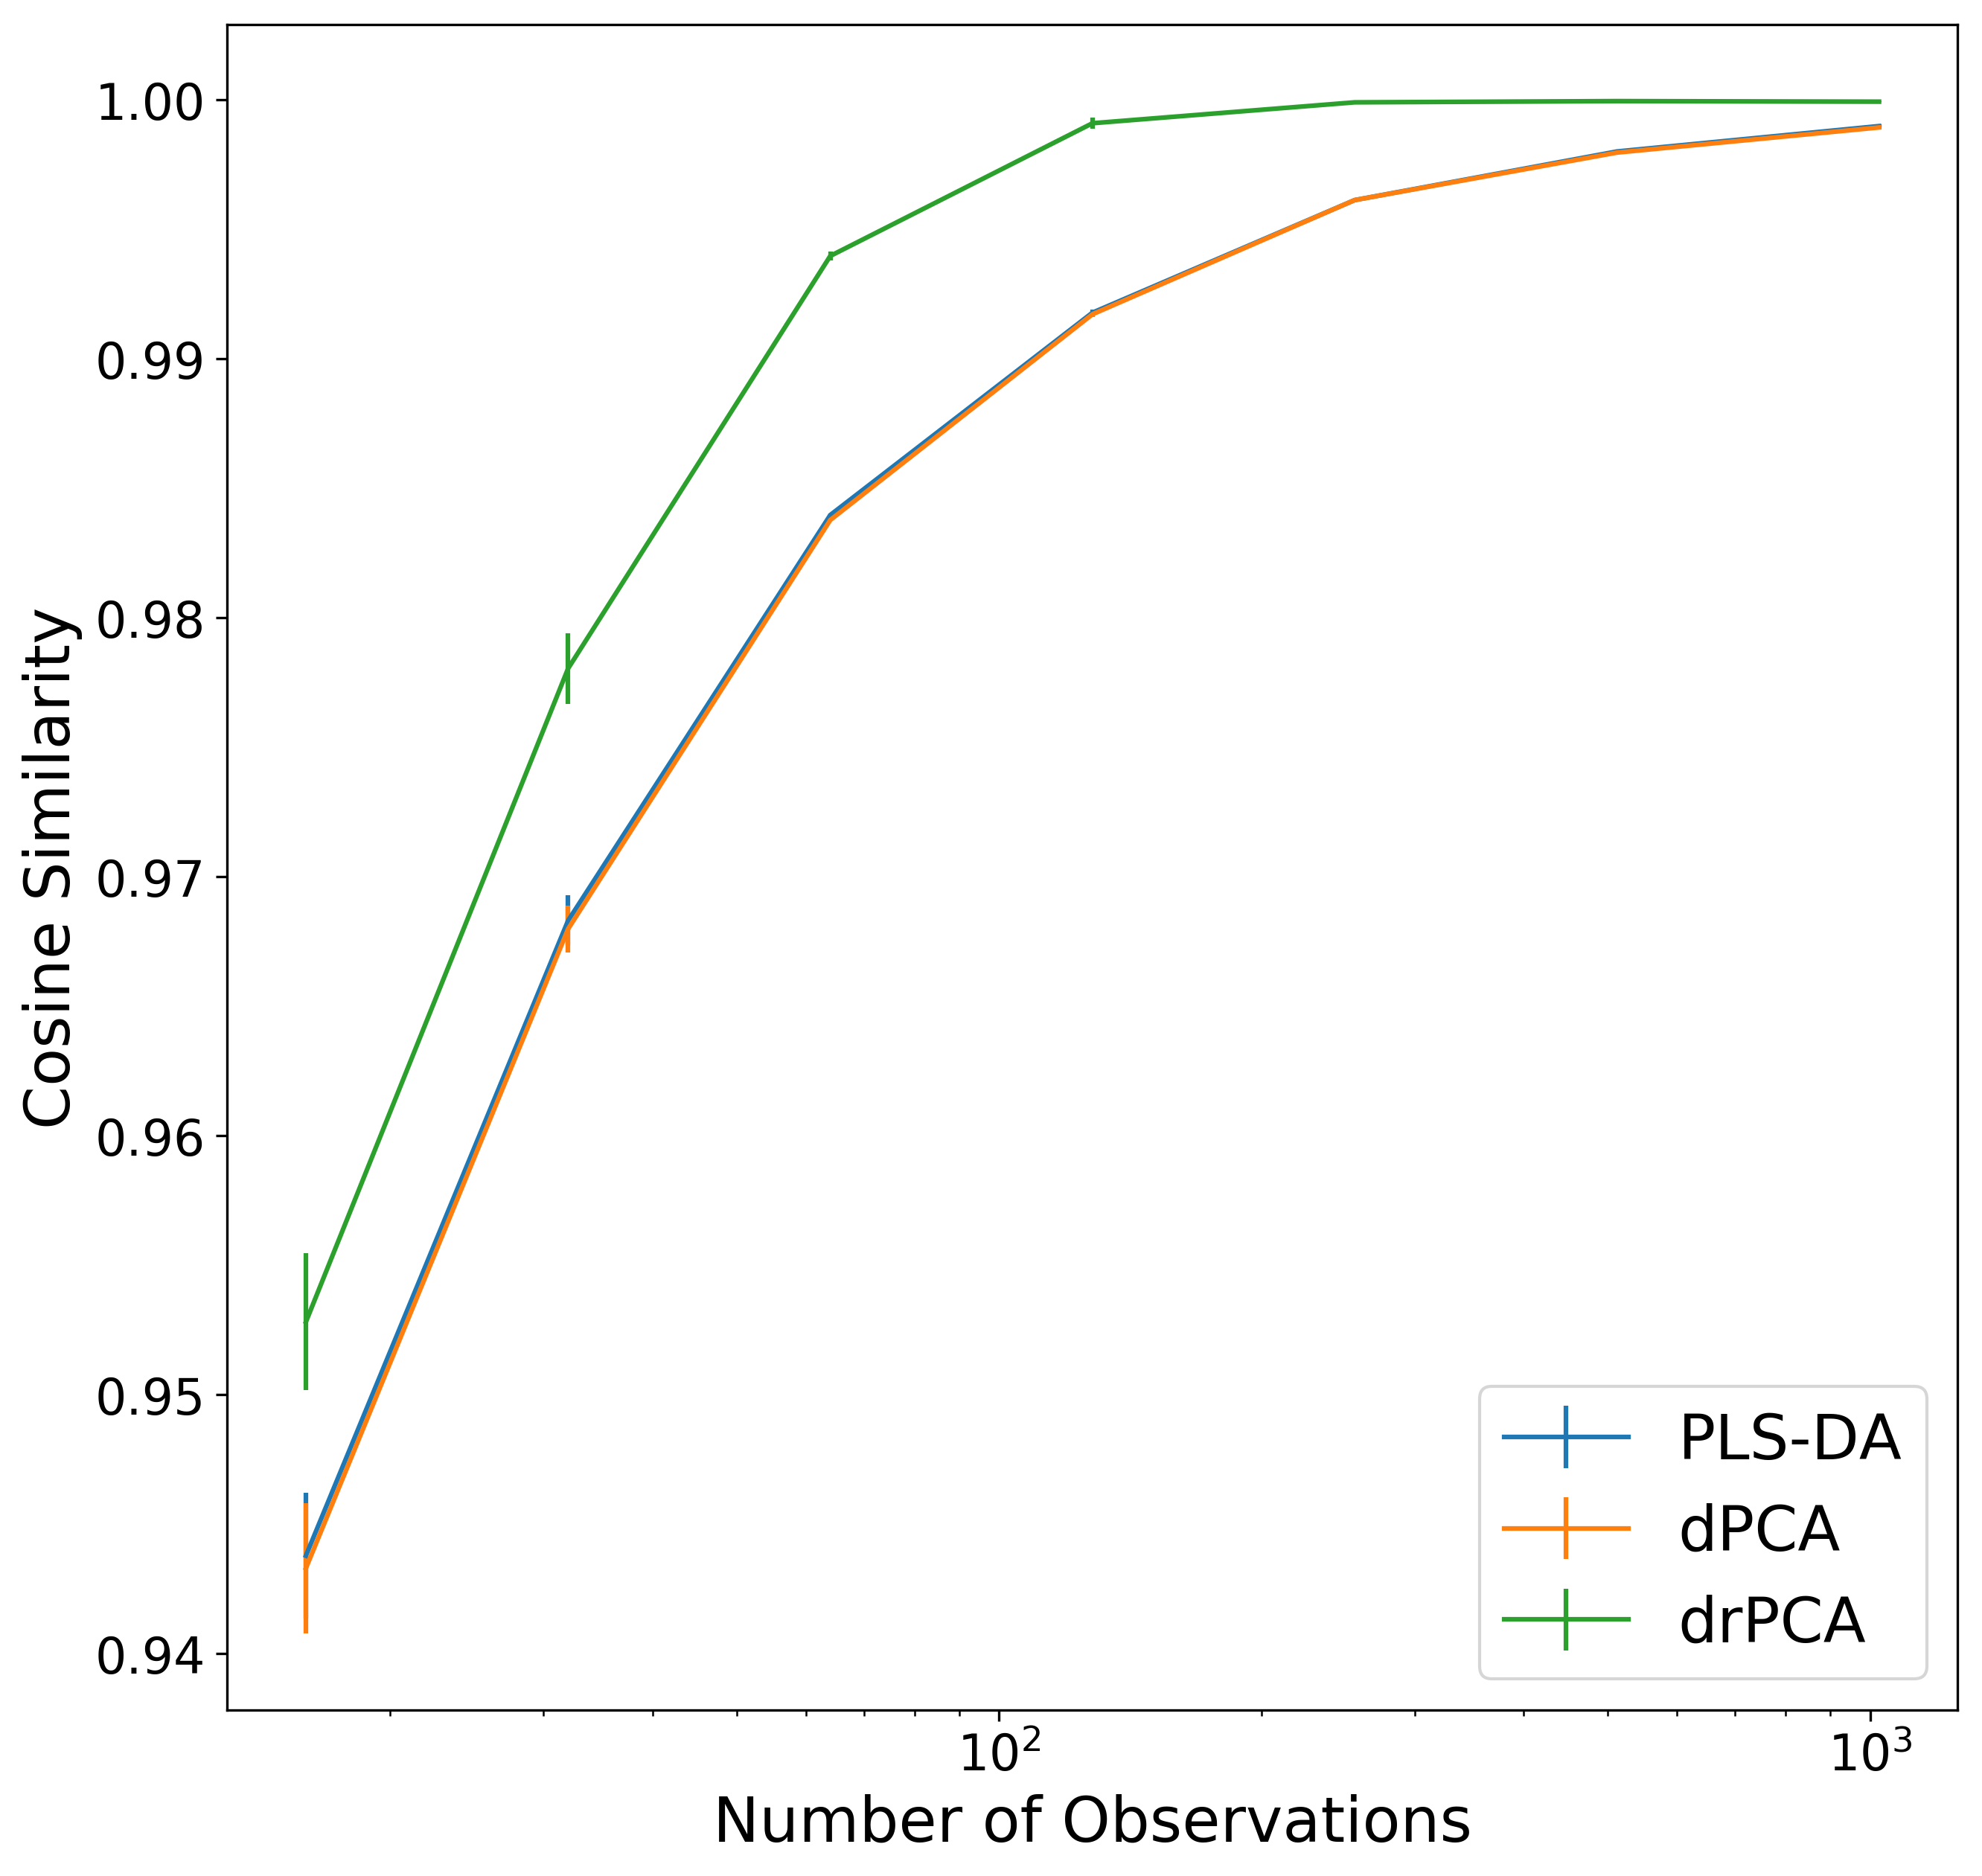 1.00
0.99
0.98
0.97
0.96
0.95
0.94
Cosine Similarity
PLS-DA
dPCA
drPCA
10²
10³
Number of Observations